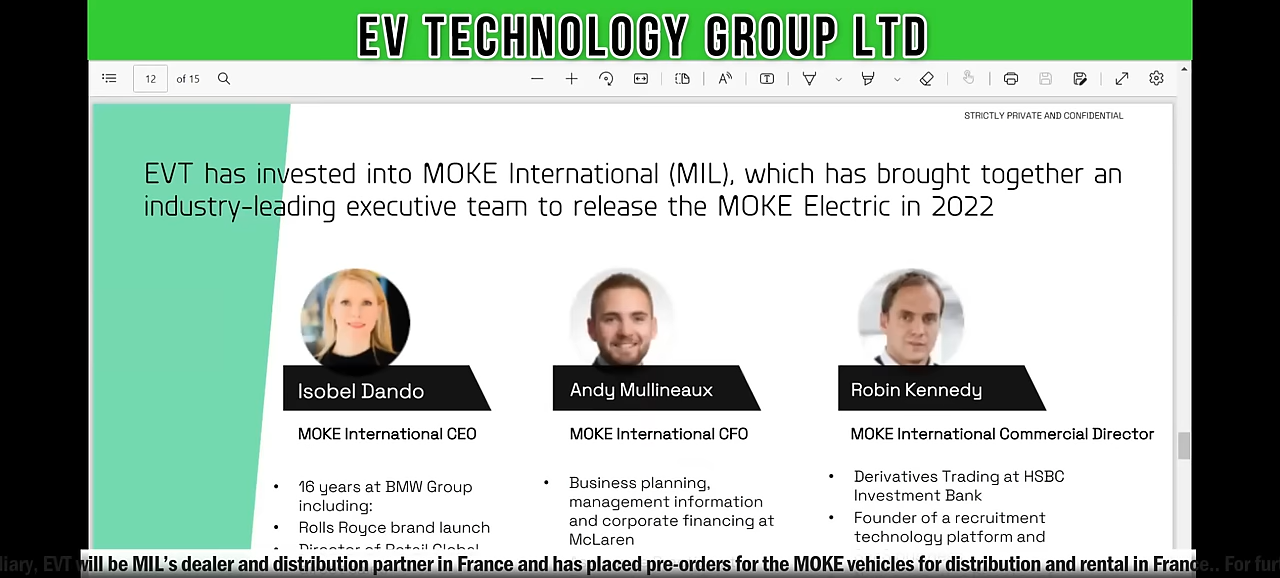 EV TECHNOLOGY GROUP LTD
12 of 15
STRICTLY PRIVATE AND CONFIDENTIAL
EVT has invested into MOKE International (MIL), which has brought together an
industry-leading executive team to release the MOKE Electric in 2022
Isobel Dando
MOKE International CEO
• 16 years at BMW Group
including:
• Rolls Royce brand launch
Director of Retail Global
Andy Mullineaux
MOKE International CFO
• Business planning,
management information
and corporate financing at
McLaren
Robin Kennedy
MOKE International Commercial Director
• Derivatives Trading at HSBC
Investment Bank
• Founder of a recruitment
technology platform and
EVT will be MIL’s dealer and distribution partner in France and has placed pre-orders for the MOKE vehicles for distribution and rental in France.. For